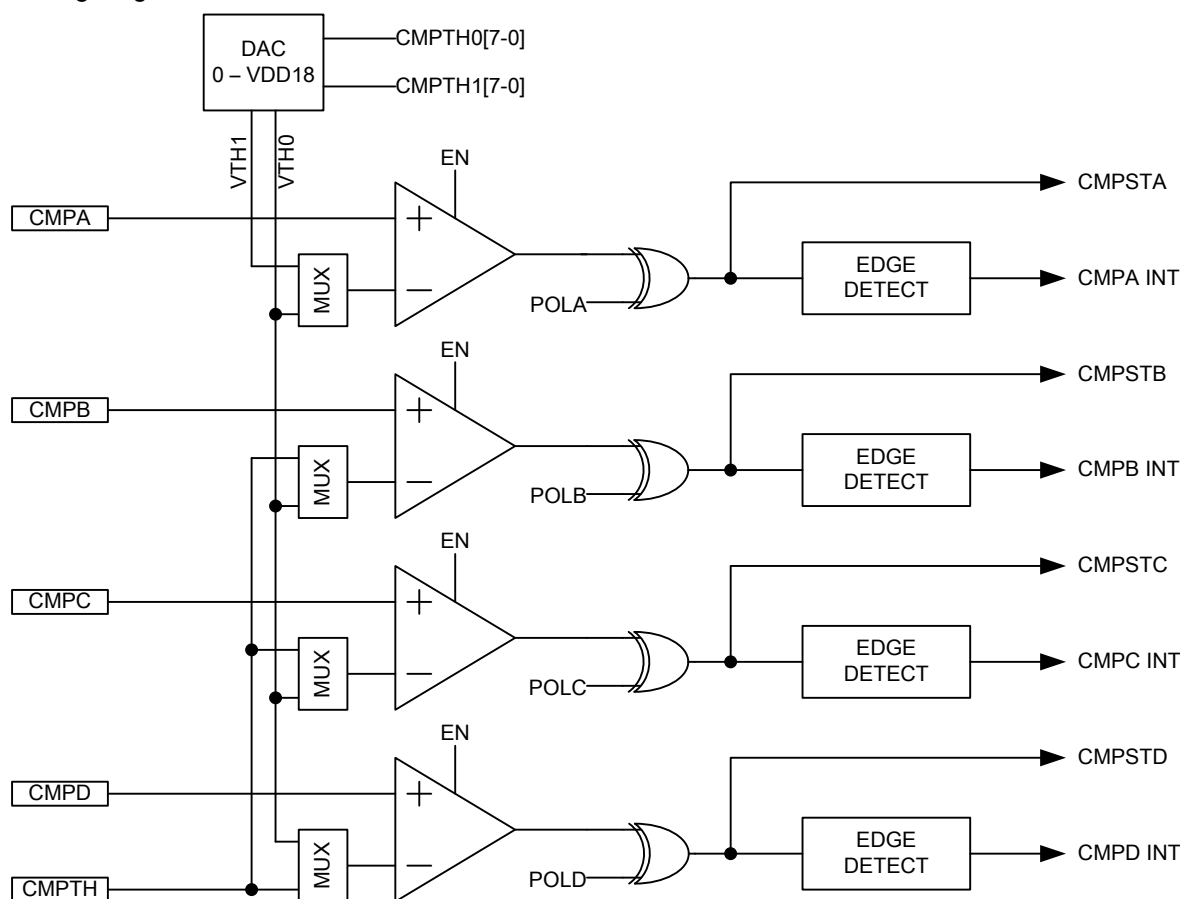 DAC
0 – VDD18
CMPTH0[7-0]
CMPTH1[7-0]
VTH1
VTH0
EN
CMPSTA
CMPA
+
EDGE
DETECT
CMPA INT
MUX
−
POLA
EN
CMPSTB
CMPB
+
EDGE
DETECT
CMPB INT
MUX
−
POLB
EN
CMPSTC
CMPC
+
EDGE
DETECT
CMPC INT
MUX
−
POLC
EN
CMPSTD
CMPD
+
EDGE
DETECT
CMPD INT
MUX
−
POLD
CMPTH